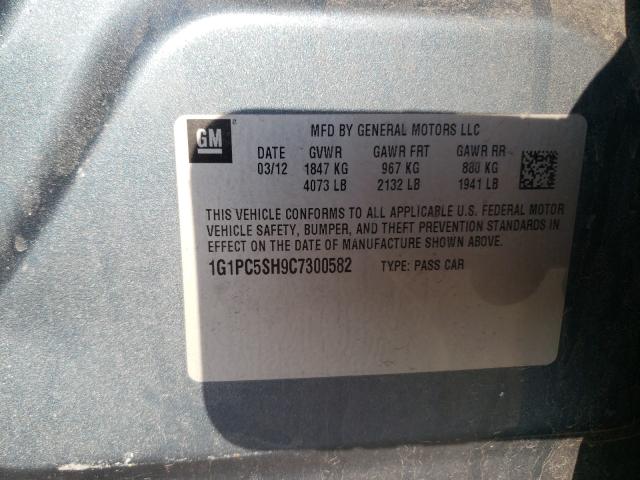 GM
MFD BY GENERAL MOTORS LLC
DATE GVWR GAWR FRT GAWR RR
03/12 1847 KG 967 KG 880 KG
4073 LB 2132 LB 1941 LB
THIS VEHICLE CONFORMS TO ALL APPLICABLE U.S. FEDERAL MOTOR
VEHICLE SAFETY, BUMPER, AND THEFT PREVENTION STANDARDS IN
EFFECT ON THE DATE OF MANUFACTURE SHOWN ABOVE.
1G1PC5SH9C7300582 TYPE: PASS CAR